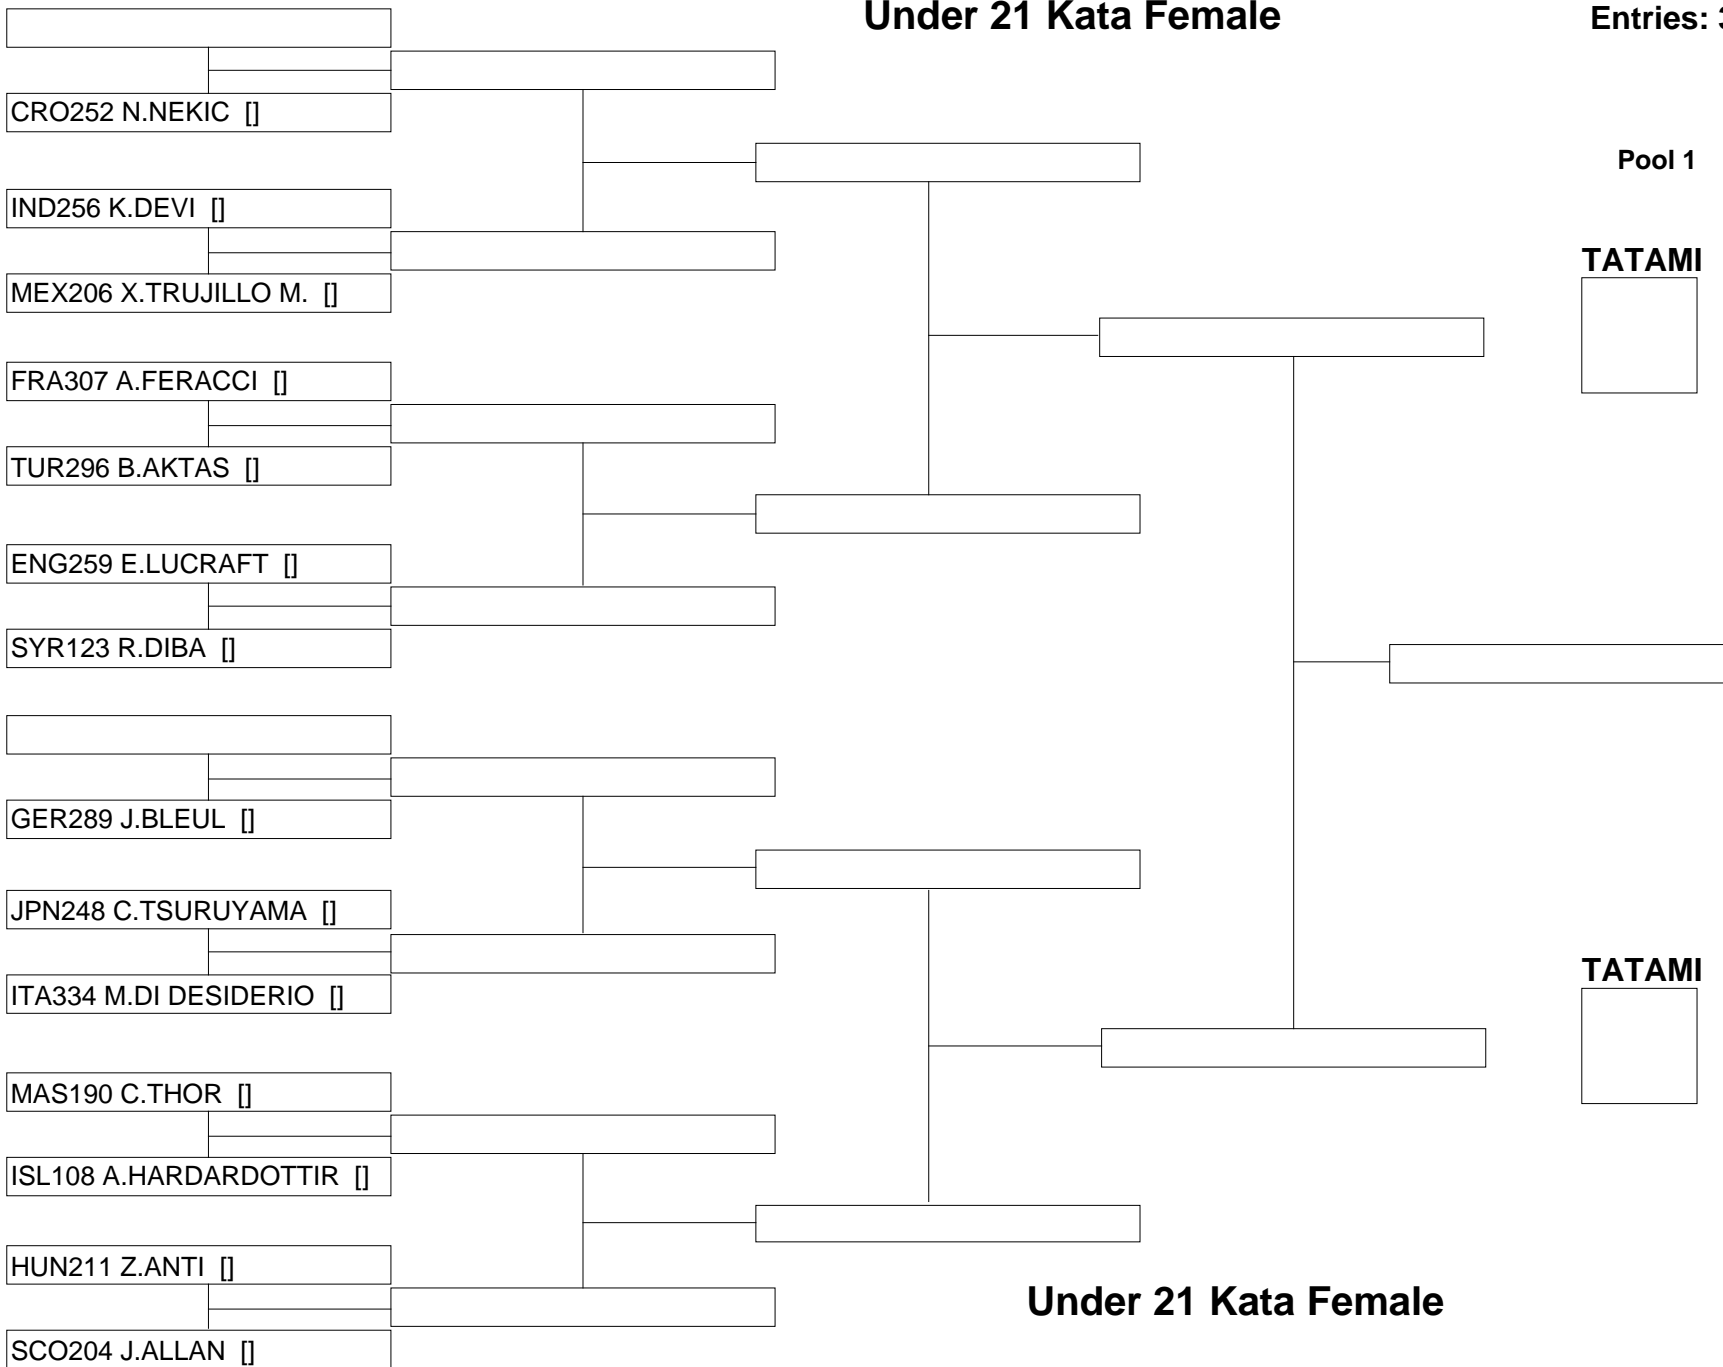 Under 21 Kata Female
Entries: 3
CRO252 N.NEKIC []
Pool 1
IND256 K.DEVI []
TATAMI
MEX206 X.TRUJILLO M. []
FRA307 A.FERACCI []
TUR296 B.AKTAS []
ENG259 E.LUCRAFT []
SYR123 R.DIBA []
GER289 J.BLEUL []
JPN248 C.TSURUYAMA []
TATAMI
ITA334 M.DI DESIDERIO []
MAS190 C.THOR []
ISL108 A.HARDARDOTTIR []
HUN211 Z.ANTI []
Under 21 Kata Female
SCO204 J.ALLAN []